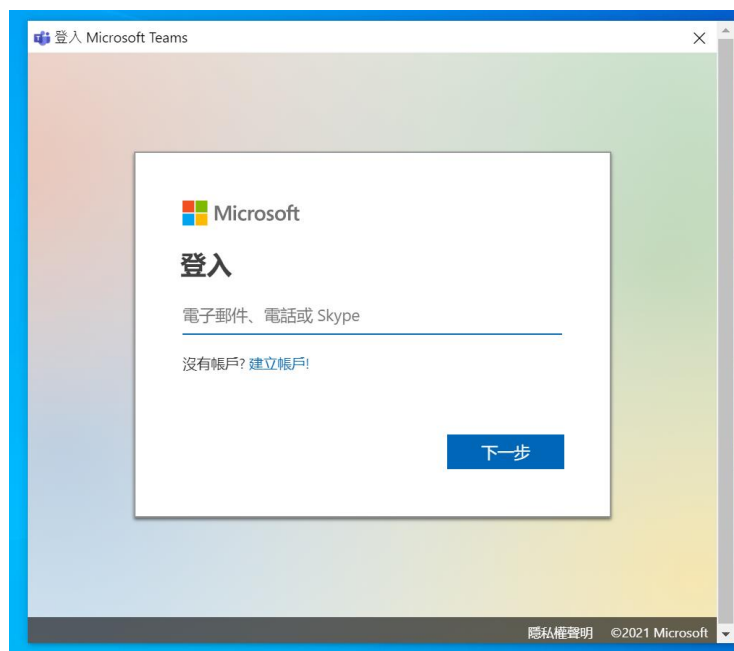 登入 Microsoft Teams
Microsoft
登入
電子郵件、電話或 Skype
沒有帳戶? 建立帳戶!
下一步
隱私權聲明 ©2021 Microsoft